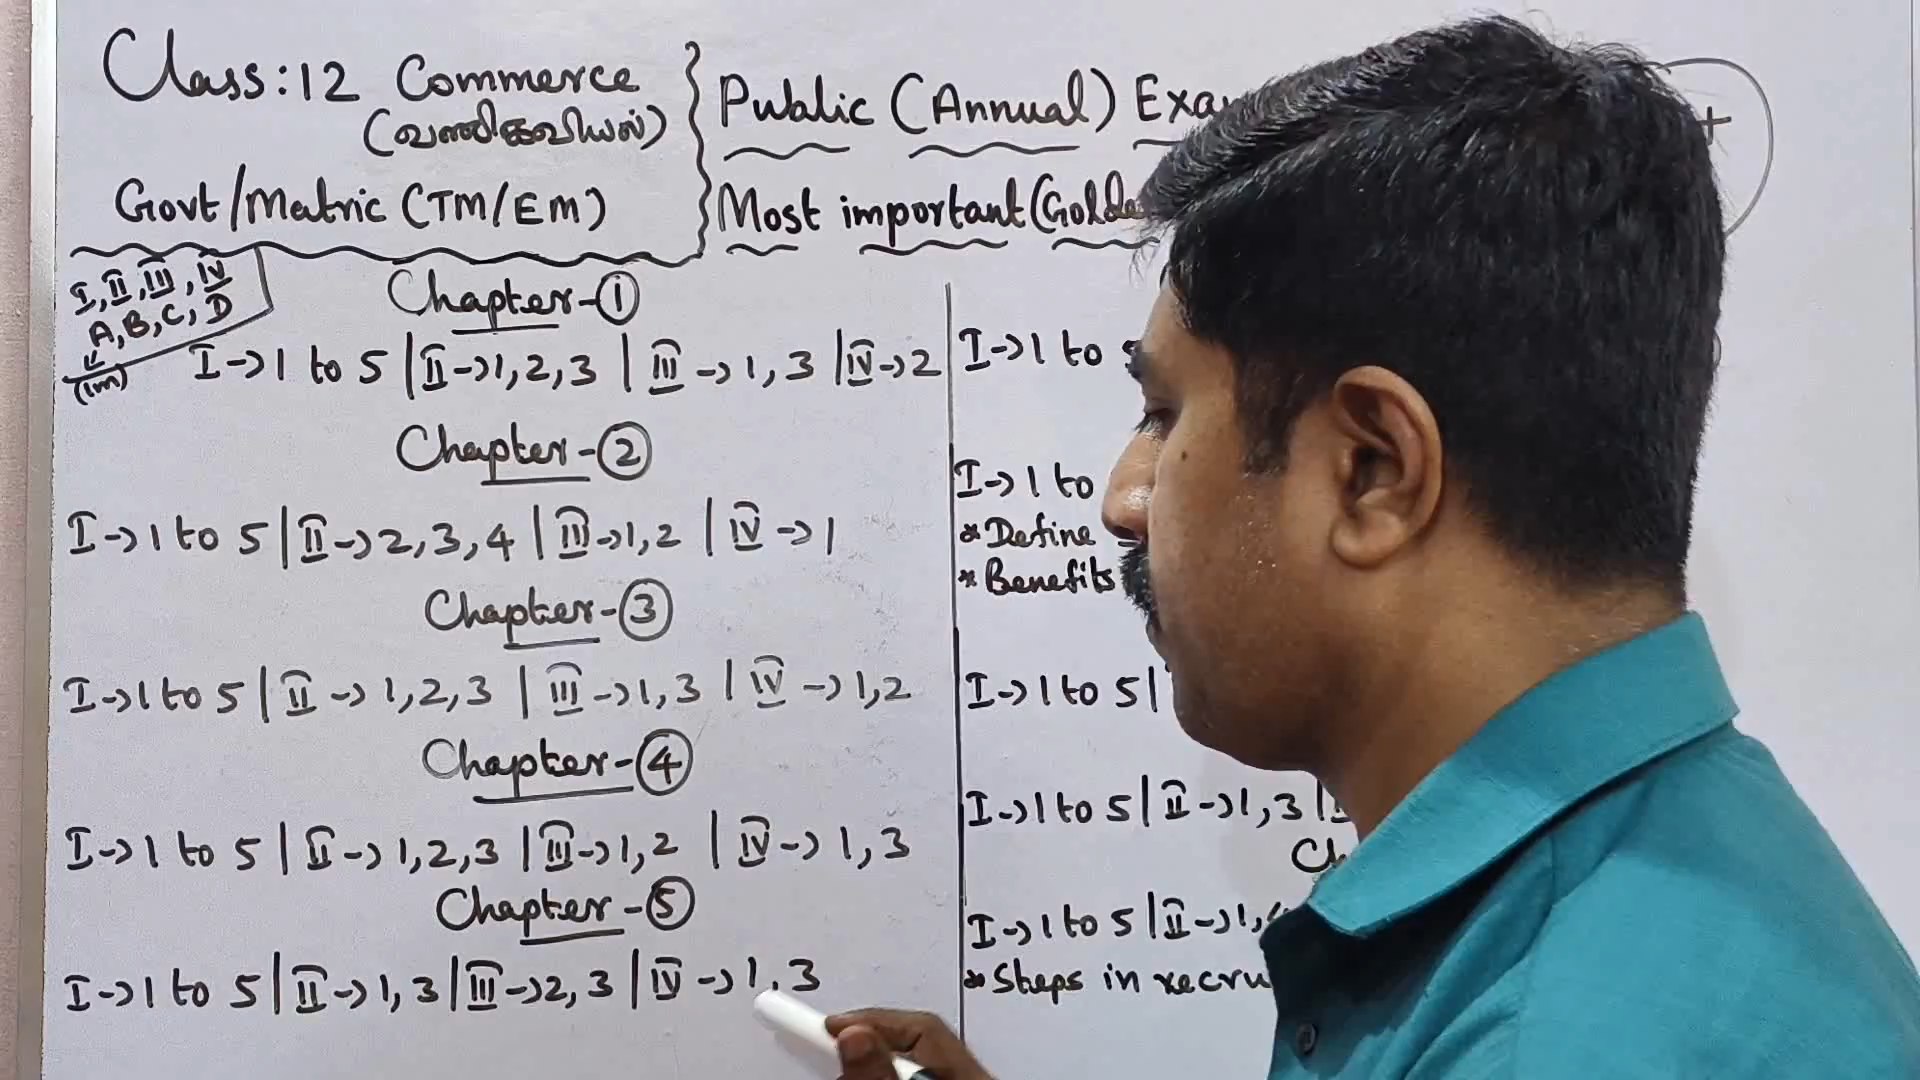 Class: 12 Commerce
(வணிகவியல்)
Govt/Matric (TM/EM)
Public (Annual)
Most important
I, II, III, IV
A, B, C, D
(1m)
Chapter-①
I->1 to 5 | II->1,2,3 | III->1,3 | IV->2
Chapter-②
I->1 to 5 | II->2,3,4 | III->1,2 | IV->1
Chapter-③
I->1 to 5 | II->1,2,3 | III->1,3 | IV->1,2
Chapter-④
I->1 to 5 | II->1,2,3 | III->1,2 | IV->1,3
Chapter-⑤
I->1 to 5 | II->1,3 | III->2,3 | IV->1,3
I->1 to
I->1 to
* Define
* Benefits
I->1 to 5 |
I->1 to 5 | II->1,3 |
I->1 to 5 | II->1,
* Steps in